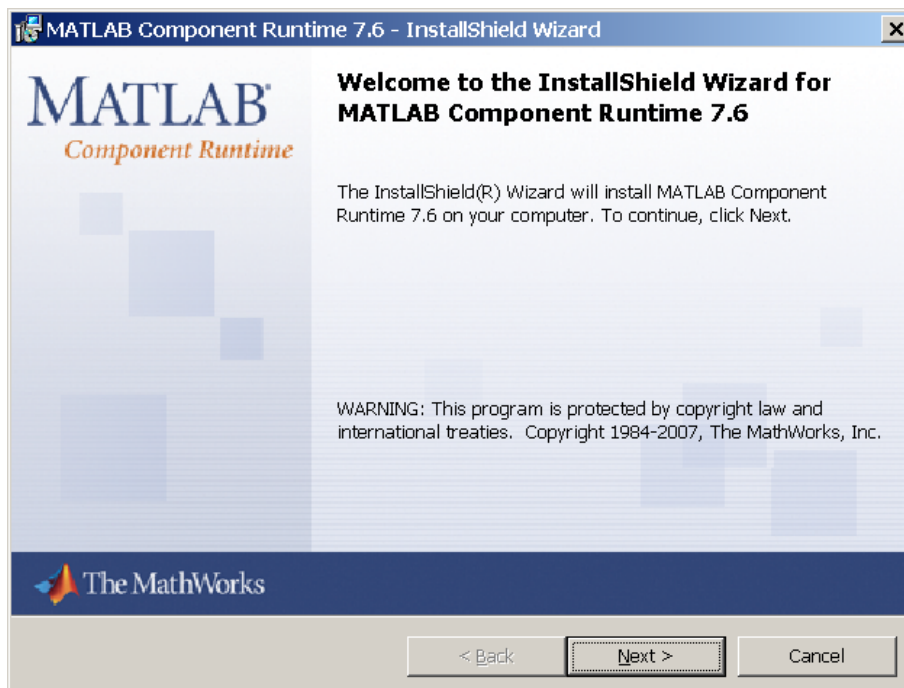 MATLAB Component Runtime 7.6 - InstallShield Wizard
MATLAB
Component Runtime
Welcome to the InstallShield Wizard for
MATLAB Component Runtime 7.6
The InstallShield(R) Wizard will install MATLAB Component
Runtime 7.6 on your computer. To continue, click Next.
WARNING: This program is protected by copyright law and
international treaties.  Copyright 1984-2007, The MathWorks, Inc.
The MathWorks
< Back
Next >
Cancel